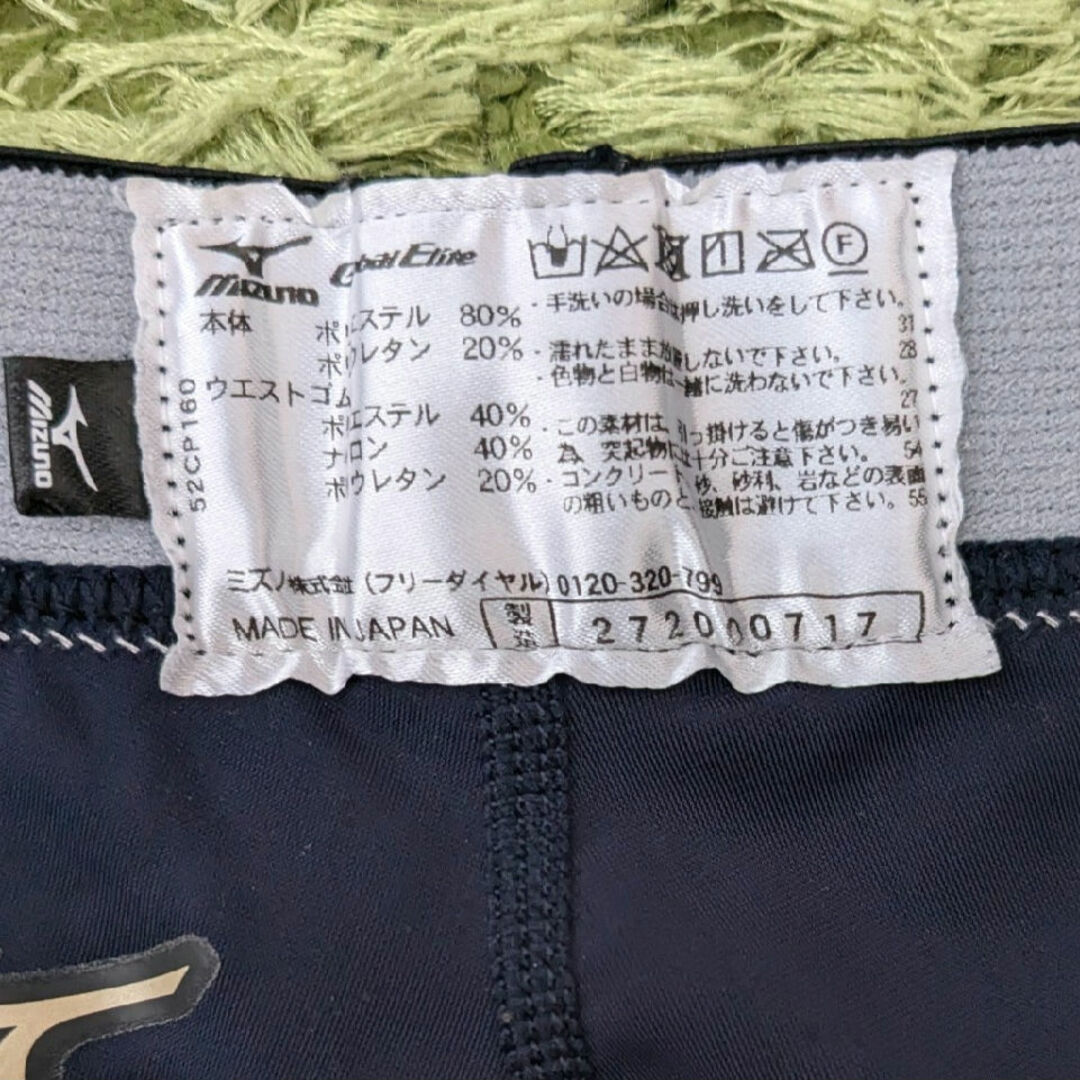 mizuno Global Elite
F
本体 ポリエステル 80%
ポリウレタン 20%
ウエストゴム
ポリエステル 40%
ナイロン 40%
ポリウレタン 20%
52CP160
・手洗いの場合は押し洗いをして下さい。
31
・濡れたまま放置しないで下さい。 28
・色物と白物は一緒に洗わないで下さい。
27
・この素材は、引っ掛けると傷がつき易い
為、突起物には十分ご注意下さい。 54
・コンクリート、砂、砂利、岩などの表面
の粗いものと、接触は避けて下さい。 55
ミズノ株式会社(フリーダイヤル)0120-320-799
MADE IN JAPAN
製造 272000717
mizuno